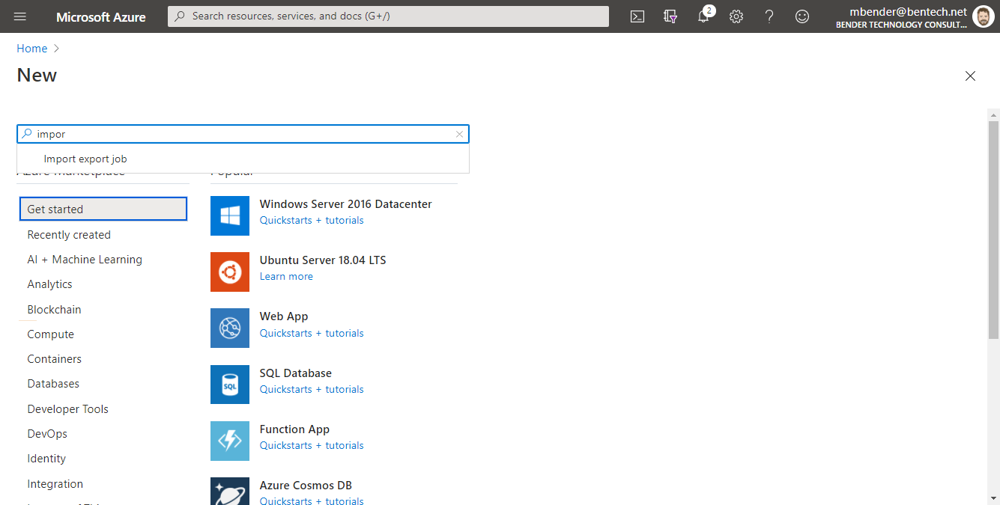 Microsoft Azure
Search resources, services, and docs (G+/)
2
mbender@bentech.net
BENDER TECHNOLOGY CONSULT...
Home
New
impor
Import export job
Azure Marketplace
Popular
Get started
Recently created
AI + Machine Learning
Analytics
Blockchain
Compute
Containers
Databases
Developer Tools
DevOps
Identity
Integration
Windows Server 2016 Datacenter
Quickstarts + tutorials
Ubuntu Server 18.04 LTS
Learn more
Web App
Quickstarts + tutorials
SQL
SQL Database
Quickstarts + tutorials
Function App
Quickstarts + tutorials
Azure Cosmos DB
Quickstarts + tutorials